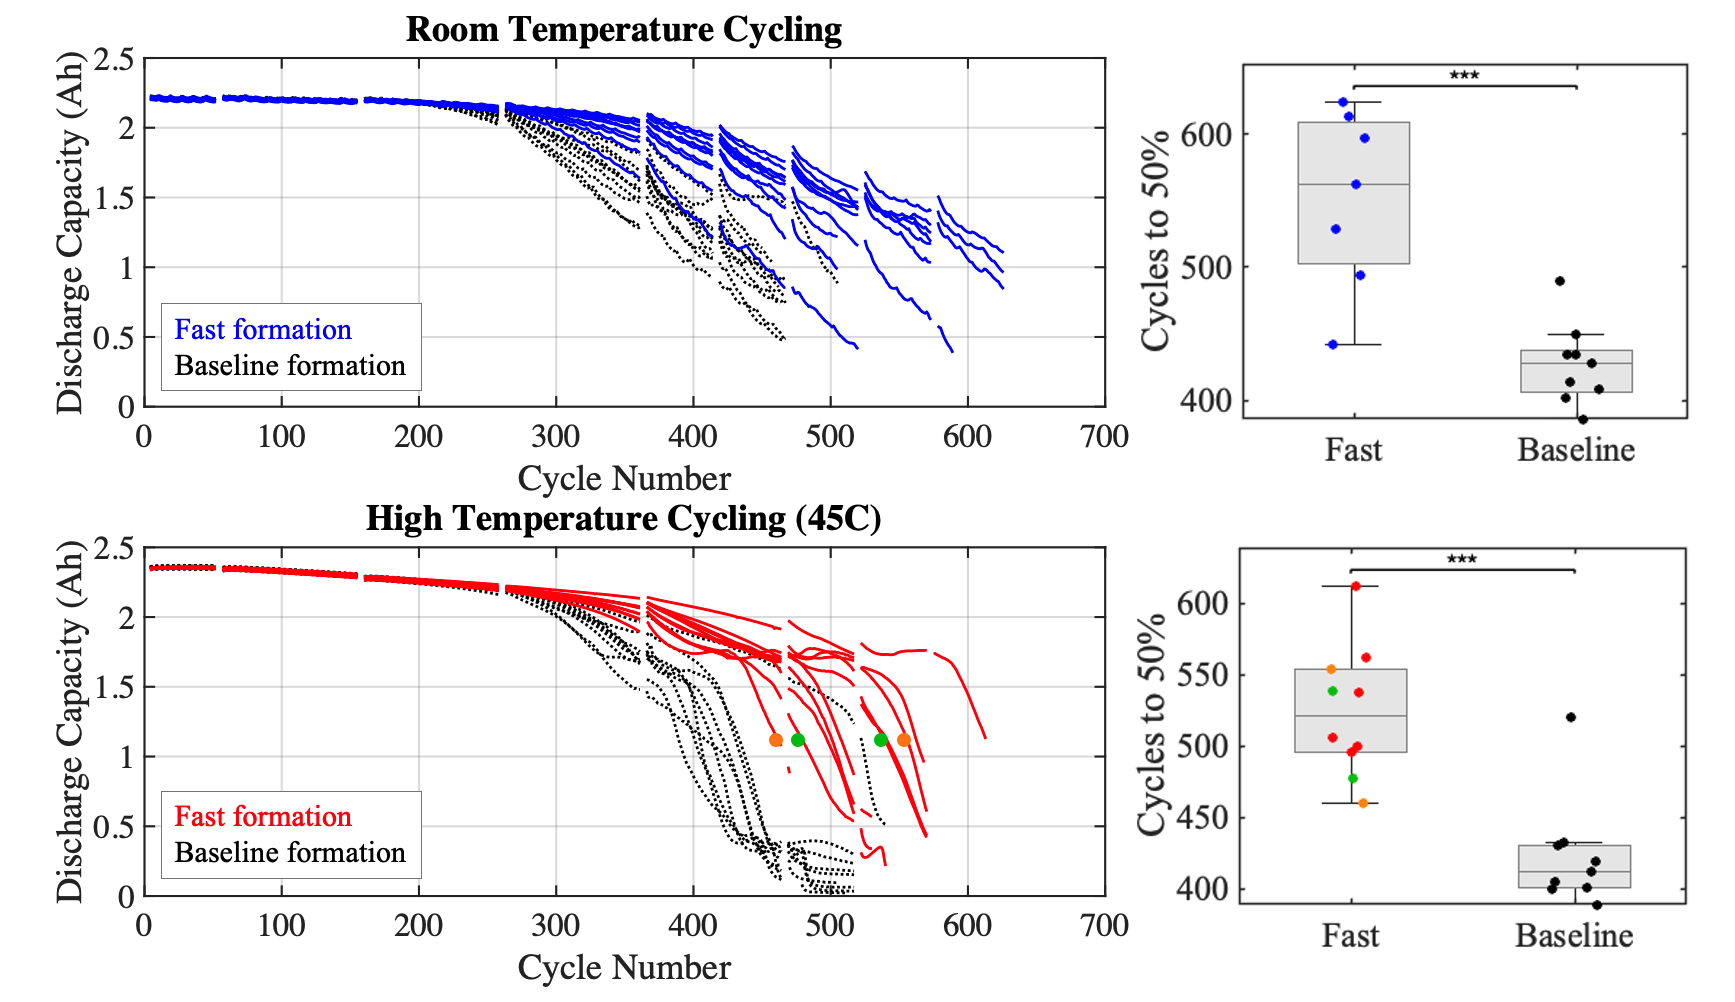 Room Temperature Cycling
Discharge Capacity (Ah)
2.5
2
1.5
1
0.5
0
Fast formation
Baseline formation
0 100 200 300 400 500 600 700
Cycle Number
Cycles to 50%
600
500
400
***
Fast Baseline
High Temperature Cycling (45C)
Discharge Capacity (Ah)
2.5
2
1.5
1
0.5
0
Fast formation
Baseline formation
0 100 200 300 400 500 600 700
Cycle Number
Cycles to 50%
600
550
500
450
400
***
Fast Baseline